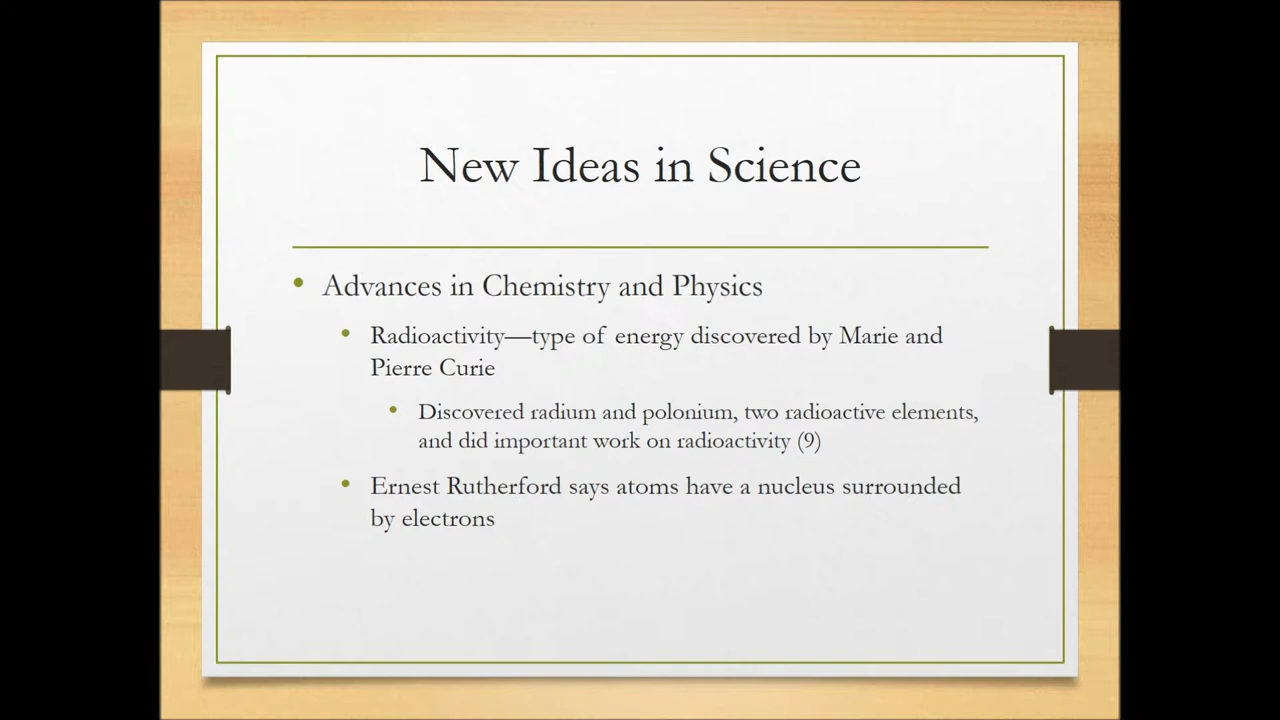 New Ideas in Science
• Advances in Chemistry and Physics
• Radioactivity—type of energy discovered by Marie and
Pierre Curie
• Discovered radium and polonium, two radioactive elements,
and did important work on radioactivity (9)
• Ernest Rutherford says atoms have a nucleus surrounded
by electrons